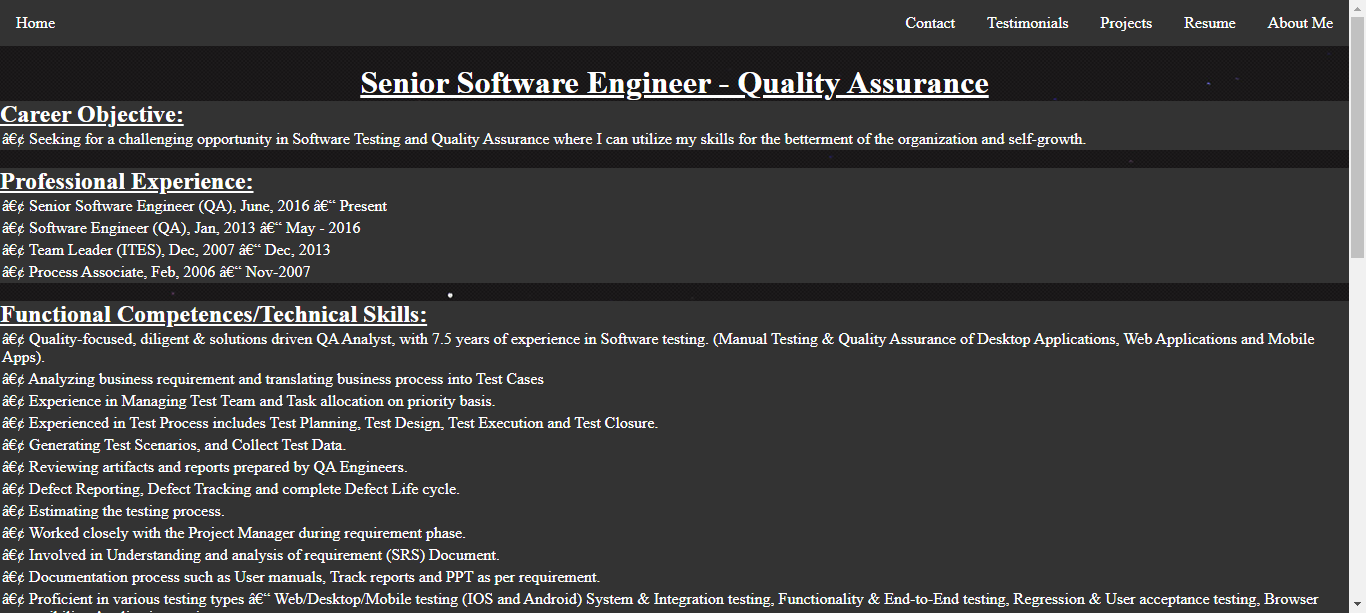 Home Contact Testimonials Projects Resume About Me
Senior Software Engineer - Quality Assurance
Career Objective:
• Seeking for a challenging opportunity in Software Testing and Quality Assurance where I can utilize my skills for the betterment of the organization and self-growth.
Professional Experience:
• Senior Software Engineer (QA), June, 2016 – Present
• Software Engineer (QA), Jan, 2013 – May - 2016
• Team Leader (ITES), Dec, 2007 – Dec, 2013
• Process Associate, Feb, 2006 – Nov-2007
Functional Competences/Technical Skills:
• Quality-focused, diligent & solutions driven QA Analyst, with 7.5 years of experience in Software testing. (Manual Testing & Quality Assurance of Desktop Applications, Web Applications and Mobile
Apps).
• Analyzing business requirement and translating business process into Test Cases
• Experience in Managing Test Team and Task allocation on priority basis.
• Experienced in Test Process includes Test Planning, Test Design, Test Execution and Test Closure.
• Generating Test Scenarios, and Collect Test Data.
• Reviewing artifacts and reports prepared by QA Engineers.
• Defect Reporting, Defect Tracking and complete Defect Life cycle.
• Estimating the testing process.
• Worked closely with the Project Manager during requirement phase.
• Involved in Understanding and analysis of requirement (SRS) Document.
• Documentation process such as User manuals, Track reports and PPT as per requirement.
• Proficient in various testing types – Web/Desktop/Mobile testing (IOS and Android) System & Integration testing, Functionality & End-to-End testing, Regression & User acceptance testing, Browser